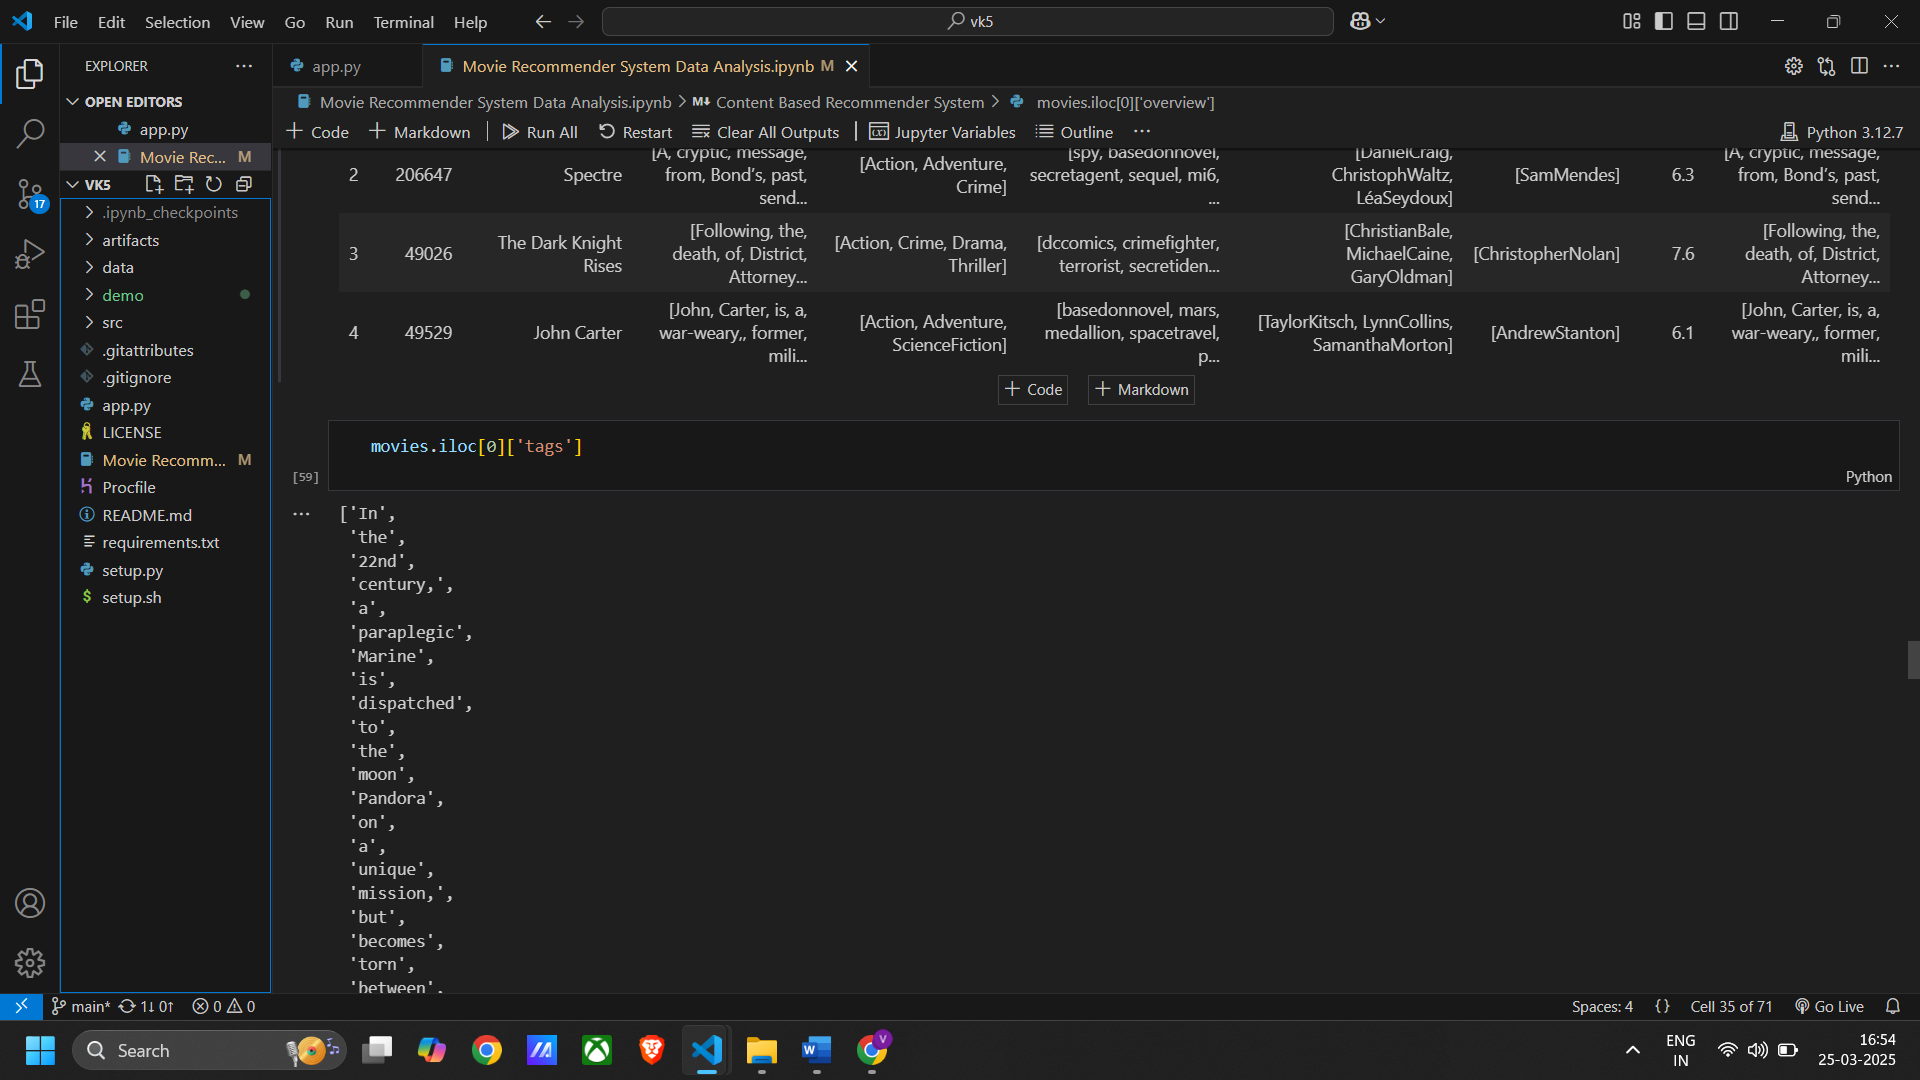 File Edit Selection View Go Run Terminal Help
vk5
EXPLORER
OPEN EDITORS
app.py
Movie Rec... M
VK5
.ipynb_checkpoints
artifacts
data
demo
src
.gitattributes
.gitignore
app.py
LICENSE
Movie Recomm... M
Procfile
README.md
requirements.txt
setup.py
setup.sh
17
app.py
Movie Recommender System Data Analysis.ipynb M
Movie Recommender System Data Analysis.ipynb > M↓ Content Based Recommender System > movies.iloc[0]['overview']
+ Code + Markdown | Run All Restart Clear All Outputs | Jupyter Variables Outline ...
Python 3.12.7
2 206647 Spectre [A, cryptic, message, from, Bond's, past, send... [Action, Adventure, Crime] [spy, basedonnovel, secretagent, sequel, mi6, ... [DanielCraig, ChristophWaltz, LéaSeydoux] [SamMendes] 6.3 [A, cryptic, message, from, Bond's, past, send...
3 49026 The Dark Knight Rises [Following, the, death, of, District, Attorney... [Action, Crime, Drama, Thriller] [dccomics, crimefighter, terrorist, secretiden... [ChristianBale, MichaelCaine, GaryOldman] [ChristopherNolan] 7.6 [Following, the, death, of, District, Attorney...
4 49529 John Carter [John, Carter, is, a, war-weary,, former, mili... [Action, Adventure, ScienceFiction] [basedonnovel, mars, medallion, spacetravel, p... [TaylorKitsch, LynnCollins, SamanthaMorton] [AndrewStanton] 6.1 [John, Carter, is, a, war-weary,, former, mili...
+ Code + Markdown
movies.iloc[0]['tags']
[59]
Python
['In',
'the',
'22nd',
'century,',
'a',
'paraplegic',
'Marine',
'is',
'dispatched',
'to',
'the',
'moon',
'Pandora',
'on',
'a',
'unique',
'mission,',
'but',
'becomes',
'torn',
'between',
main* 1↓ 0↑ 0 0
Spaces: 4 {} Cell 35 of 71 Go Live
Search
W
V
ENG
IN
16:54
25-03-2025